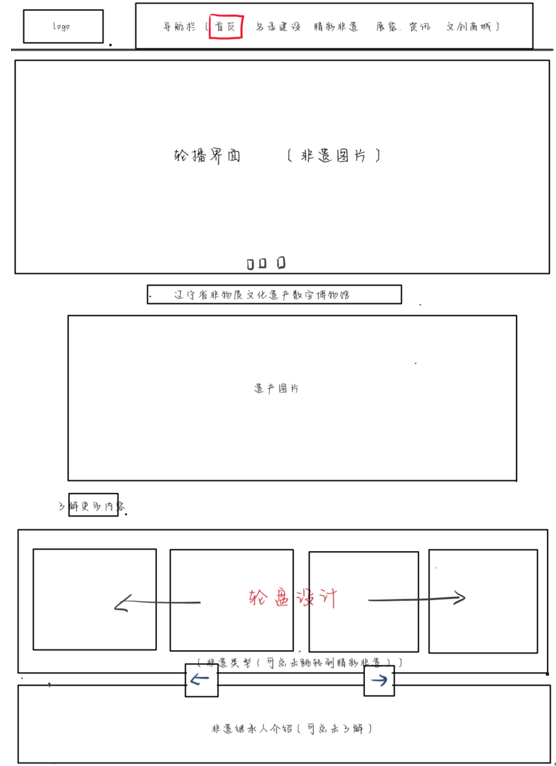 logo
导航栏（首页 名录建设 精彩非遗 展览.资讯 文创商城）
轮播界面 （非遗图片）
辽宁省非物质文化遗产数字博物馆
遗产图片
了解更多内容
轮盘设计
（非遗类型（可点击跳转到精彩非遗））
非遗继承人介绍（可点击了解）